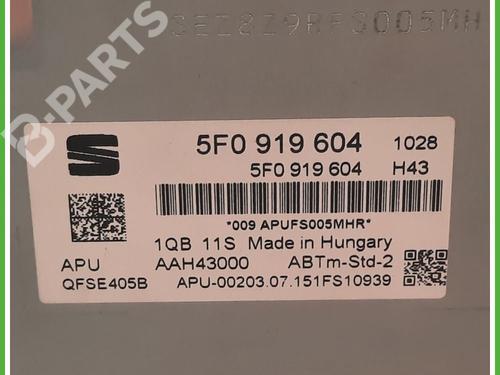 SEZ8Z9RFS005MH
B-PARTS
5F0 919 604 1028
5F0 919 604 H43
*009 APUFS005MHR*
1QB 11S Made in Hungary
APU AAH43000 ABTm-Std-2
QFSE405B APU-00203.07.151FS10939